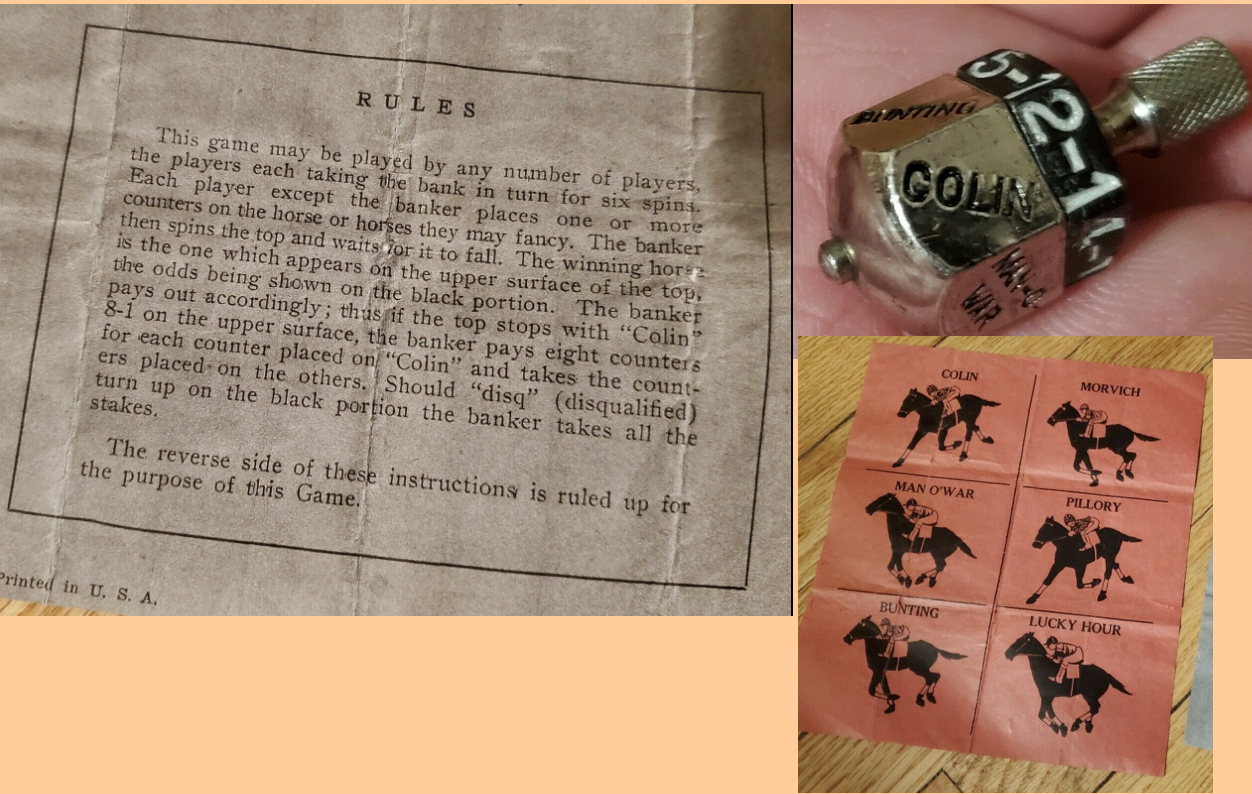 RULES
This game may be played by any number of players,
the players each taking the bank in turn for six spins.
Each player except the banker places one or more
counters on the horse or horses they may fancy. The banker
then spins the top and waits for it to fall. The winning horse
is the one which appears on the upper surface of the top,
the odds being shown on the black portion. The banker
pays out accordingly; thus if the top stops with “Colin”
8-1 on the upper surface, the banker pays eight counters
for each counter placed on “Colin” and takes the count-
ers placed on the others. Should “disq” (disqualified)
turn up on the black portion the banker takes all the
stakes.
The reverse side of these instructions is ruled up for
the purpose of this Game.
Printed in U. S. A.
5-1
2-1
BUNTING
COLIN
MAN-O
WAR
COLIN
MORVICH
MAN O'WAR
PILLORY
BUNTING
LUCKY HOUR